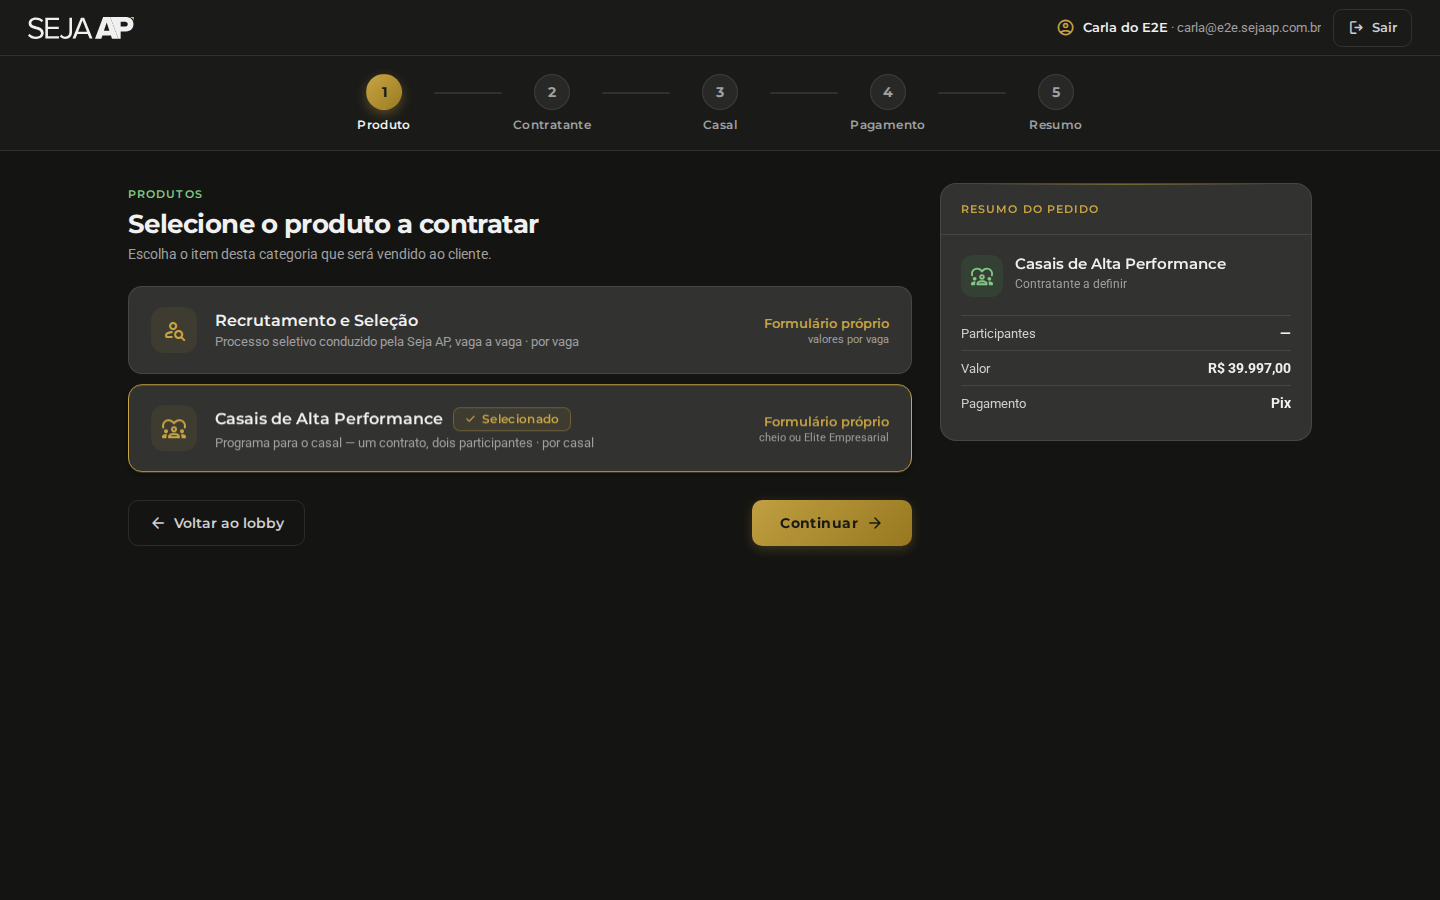 SEJA AP
Carla do E2E · carla@e2e.sejaap.com.br
Sair
1
2
3
4
5
Produto
Contratante
Casal
Pagamento
Resumo
PRODUTOS
Selecione o produto a contratar
Escolha o item desta categoria que será vendido ao cliente.
Recrutamento e Seleção
Processo seletivo conduzido pela Seja AP, vaga a vaga · por vaga
Formulário próprio
valores por vaga
Casais de Alta Performance
Selecionado
Programa para o casal — um contrato, dois participantes · por casal
Formulário próprio
cheio ou Elite Empresarial
Voltar ao lobby
Continuar
RESUMO DO PEDIDO
Casais de Alta Performance
Contratante a definir
Participantes —
Valor R$ 39.997,00
Pagamento Pix